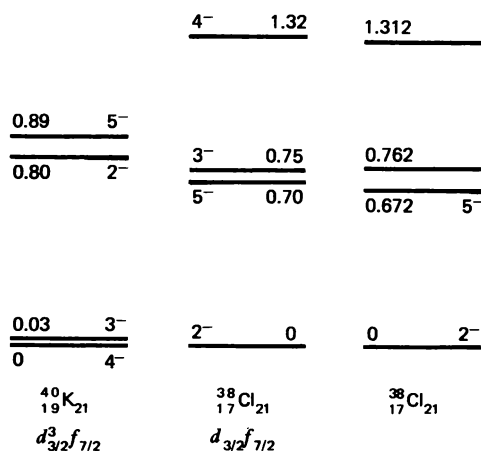 4⁻ 1.32
1.312
0.89 5⁻
0.80 2⁻
3⁻ 0.75
5⁻ 0.70
0.762
0.672 5⁻
0.03 3⁻
0 4⁻
2⁻ 0
0 2⁻
⁴⁰₁₉K₂₁
³⁸₁₇Cl₂₁
³⁸₁₇Cl₂₁
d³₃/₂f₇/₂
d₃/₂f₇/₂